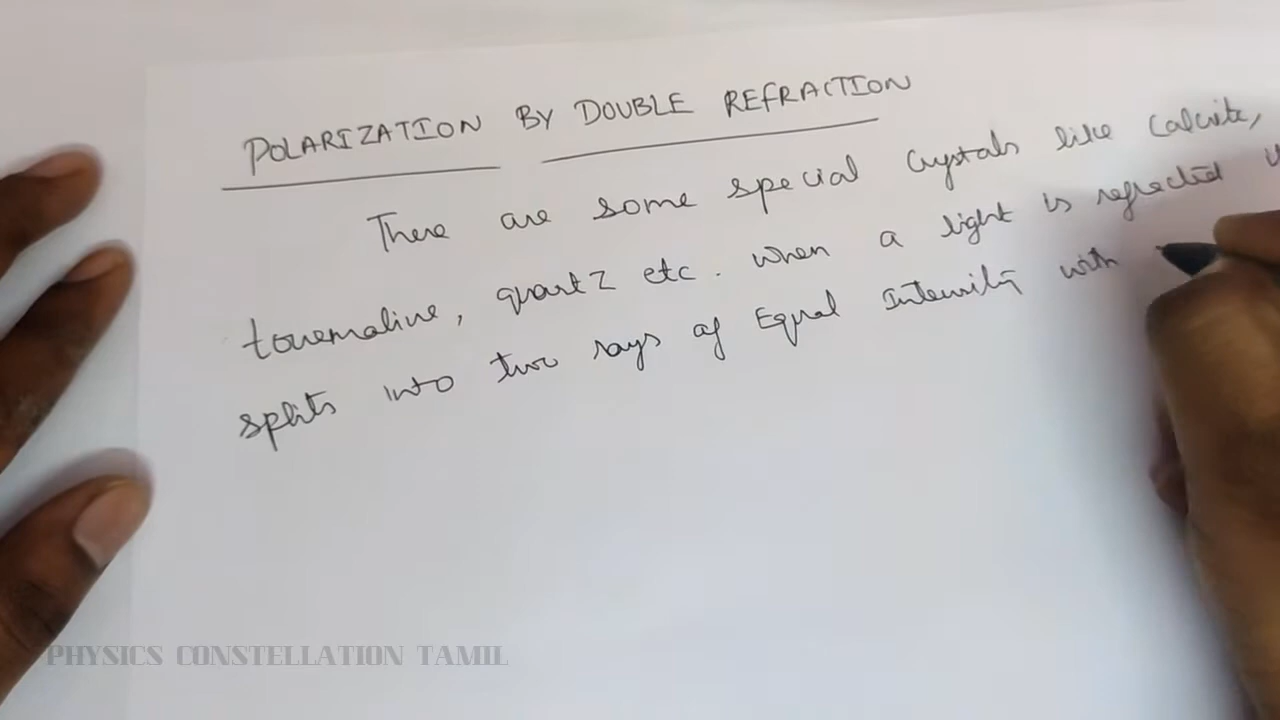 POLARIZATION BY DOUBLE REFRACTION
There are some special crystals like Calcite,
tourmaline, quartz etc. When a light is refracted
splits into two rays of Equal Intensity with
PHYSICS CONSTELLATION TAMIL